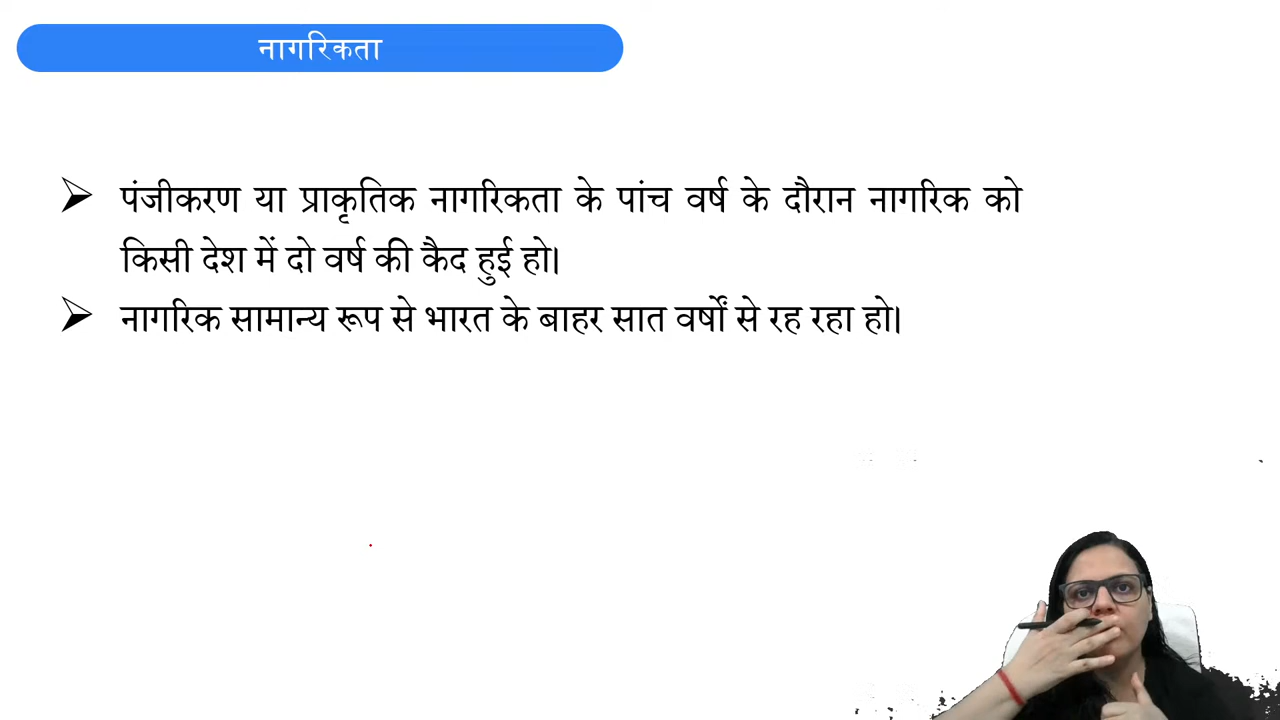 नागरिकता
पंजीकरण या प्राकृतिक नागरिकता के पांच वर्ष के दौरान नागरिक को
किसी देश में दो वर्ष की कैद हुई हो।
नागरिक सामान्य रूप से भारत के बाहर सात वर्षों से रह रहा हो।